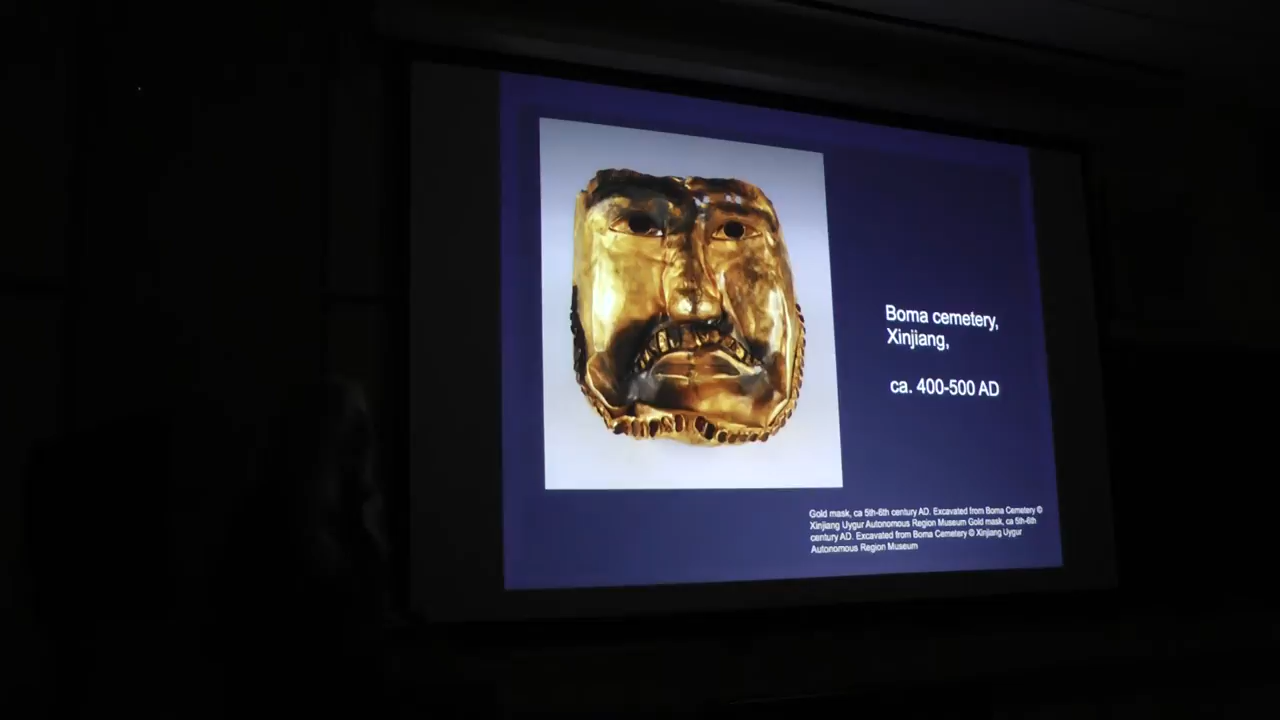 Boma cemetery,
Xinjiang,
ca. 400-500 AD
Gold mask, ca 5th-6th century AD. Excavated from Boma Cemetery ©
Xinjiang Uygur Autonomous Region Museum Gold mask, ca 5th-6th
century AD. Excavated from Boma Cemetery © Xinjiang Uygur
Autonomous Region Museum